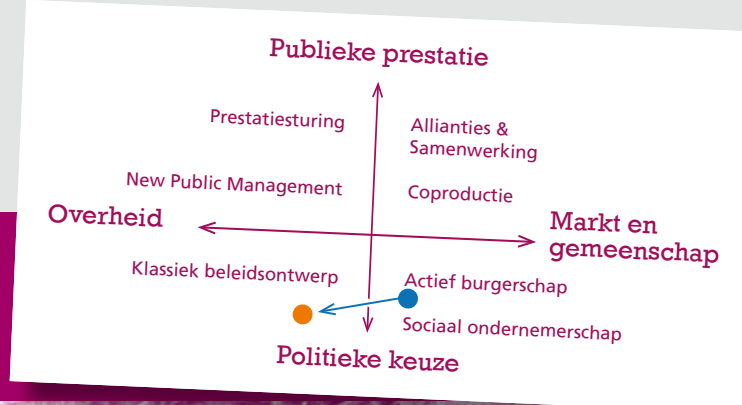 Publieke prestatie
Prestatiesturing
Allianties &
Samenwerking
New Public Management
Coproductie
Overheid
Markt en
gemeenschap
Klassiek beleidsontwerp
Actief burgerschap
Sociaal ondernemerschap
Politieke keuze